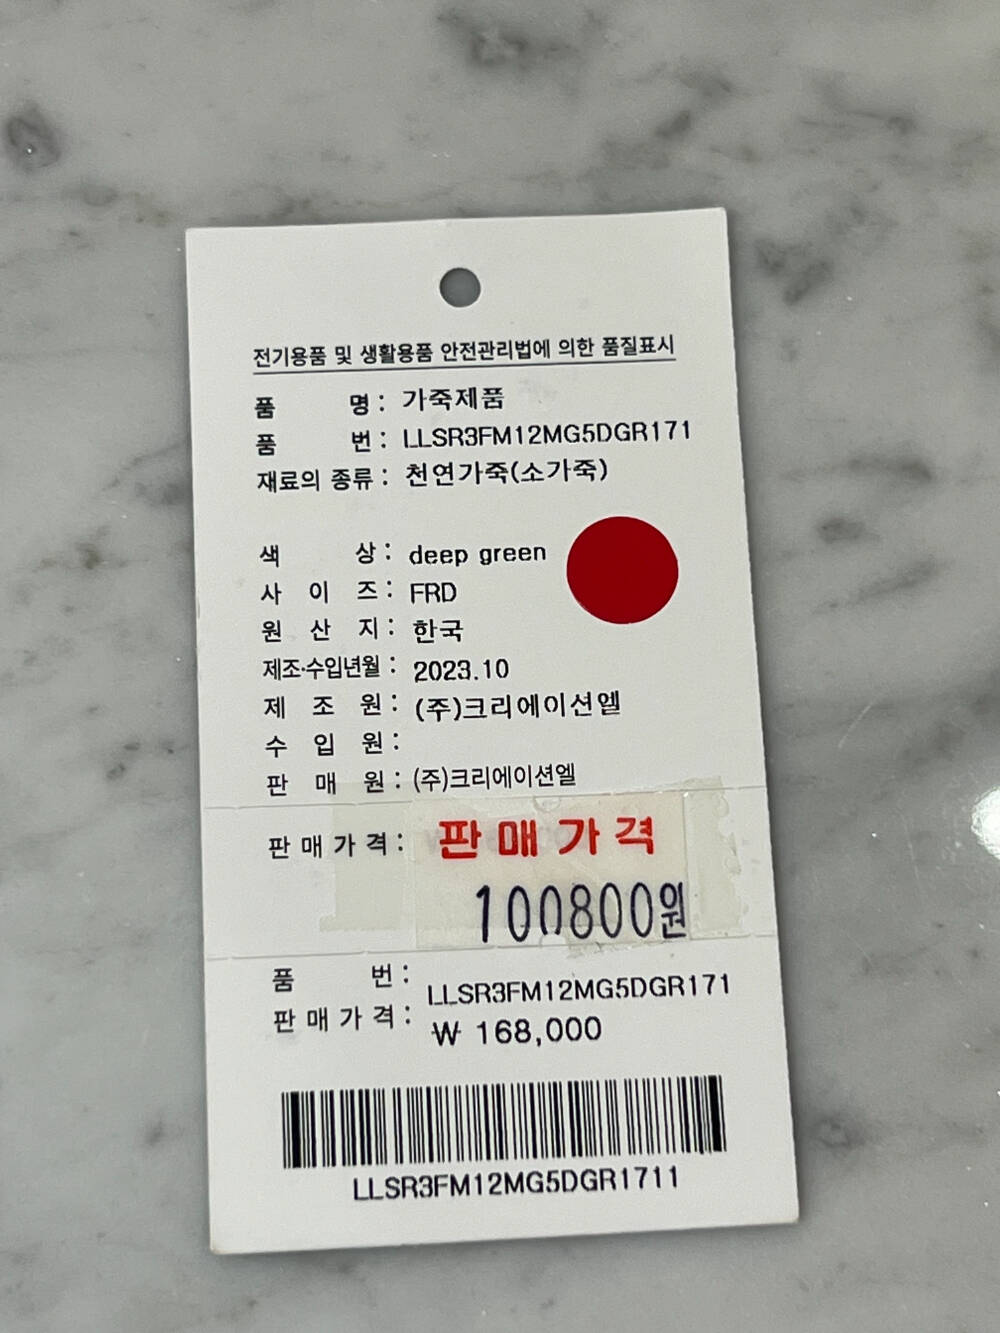 전기용품 및 생활용품 안전관리법에 의한 품질표시
품 명 : 가죽제품
품 번 : LLSR3FM12MG5DGR171
재료의 종류 : 천연가죽(소가죽)
색 상 : deep green
사 이 즈 : FRD
원 산 지 : 한국
제조·수입년월 : 2023.10
제 조 원 : (주)크리에이션엘
수 입 원 :
판 매 원 : (주)크리에이션엘
판 매 가 격 : 판매가격
100800원
품 번 : LLSR3FM12MG5DGR171
판 매 가 격 : ₩ 168,000
LLSR3FM12MG5DGR1711